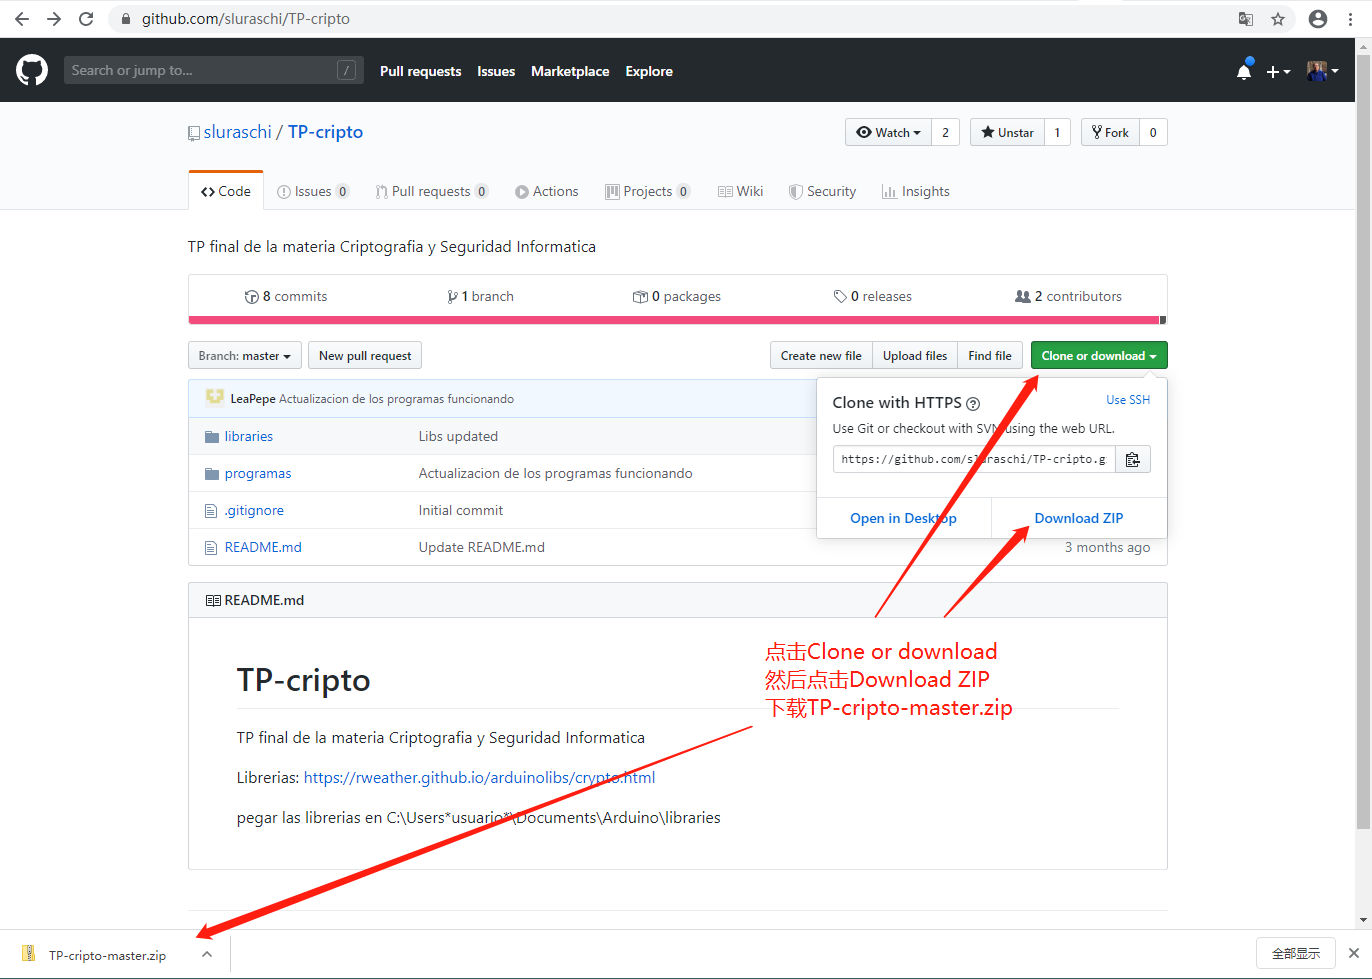 github.com/sluraschi/TP-cripto
Search or jump to... / Pull requests Issues Marketplace Explore
sluraschi / TP-cripto Watch 2 Unstar 1 Fork 0
Code Issues 0 Pull requests 0 Actions Projects 0 Wiki Security Insights
TP final de la materia Criptografia y Seguridad Informatica
8 commits 1 branch 0 packages 0 releases 2 contributors
Branch: master New pull request Create new file Upload files Find file Clone or download
LeaPepe Actualizacion de los programas funcionando
libraries Libs updated
programas Actualizacion de los programas funcionando
.gitignore Initial commit
README.md Update README.md 3 months ago
Clone with HTTPS ? Use SSH
Use Git or checkout with SVN using the web URL.
https://github.com/sluraschi/TP-cripto.g
Open in Desktop Download ZIP
README.md
点击Clone or download
然后点击Download ZIP
下载TP-cripto-master.zip
TP-cripto
TP final de la materia Criptografia y Seguridad Informatica
Librerias: https://rweather.github.io/arduinolibs/crypto.html
pegar las librerias en C:\Users*usuario*\Documents\Arduino\libraries
TP-cripto-master.zip 全部显示